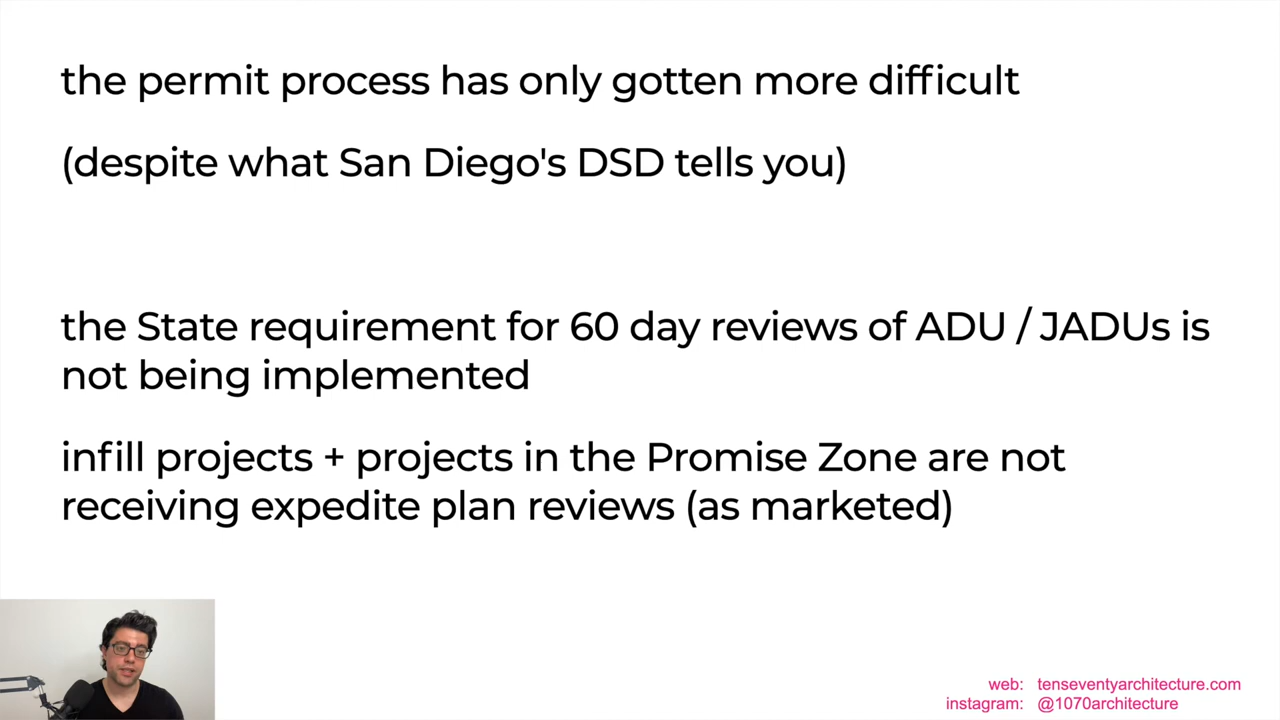 the permit process has only gotten more difficult
(despite what San Diego's DSD tells you)
the State requirement for 60 day reviews of ADU / JADUs is
not being implemented
infill projects + projects in the Promise Zone are not
receiving expedite plan reviews (as marketed)
web: tenseventyarchitecture.com
instagram: @1070architecture